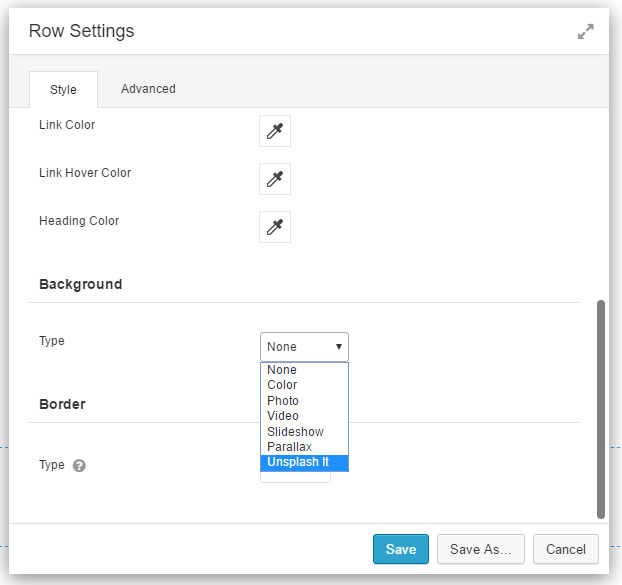 Row Settings
Style Advanced
Link Color
Link Hover Color
Heading Color
Background
Type None
None
Color
Photo
Video
Slideshow
Parallax
Unsplash It
Border
Type ?
Save Save As... Cancel